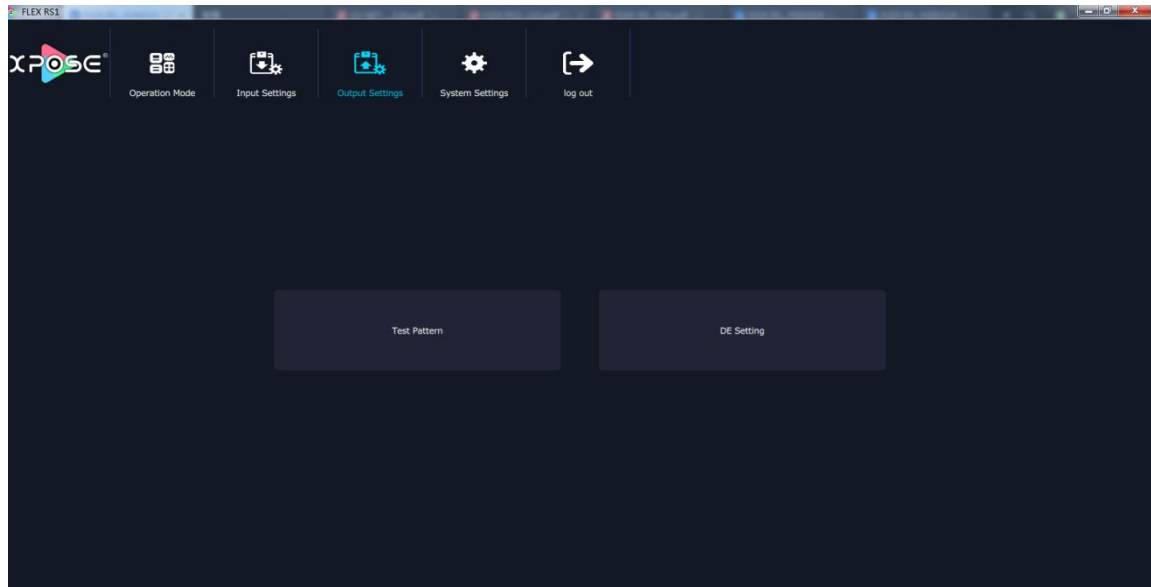 FLEX RS1
XPOSE®
Operation Mode
Input Settings
Output Settings
System Settings
log out
Test Pattern
DE Setting